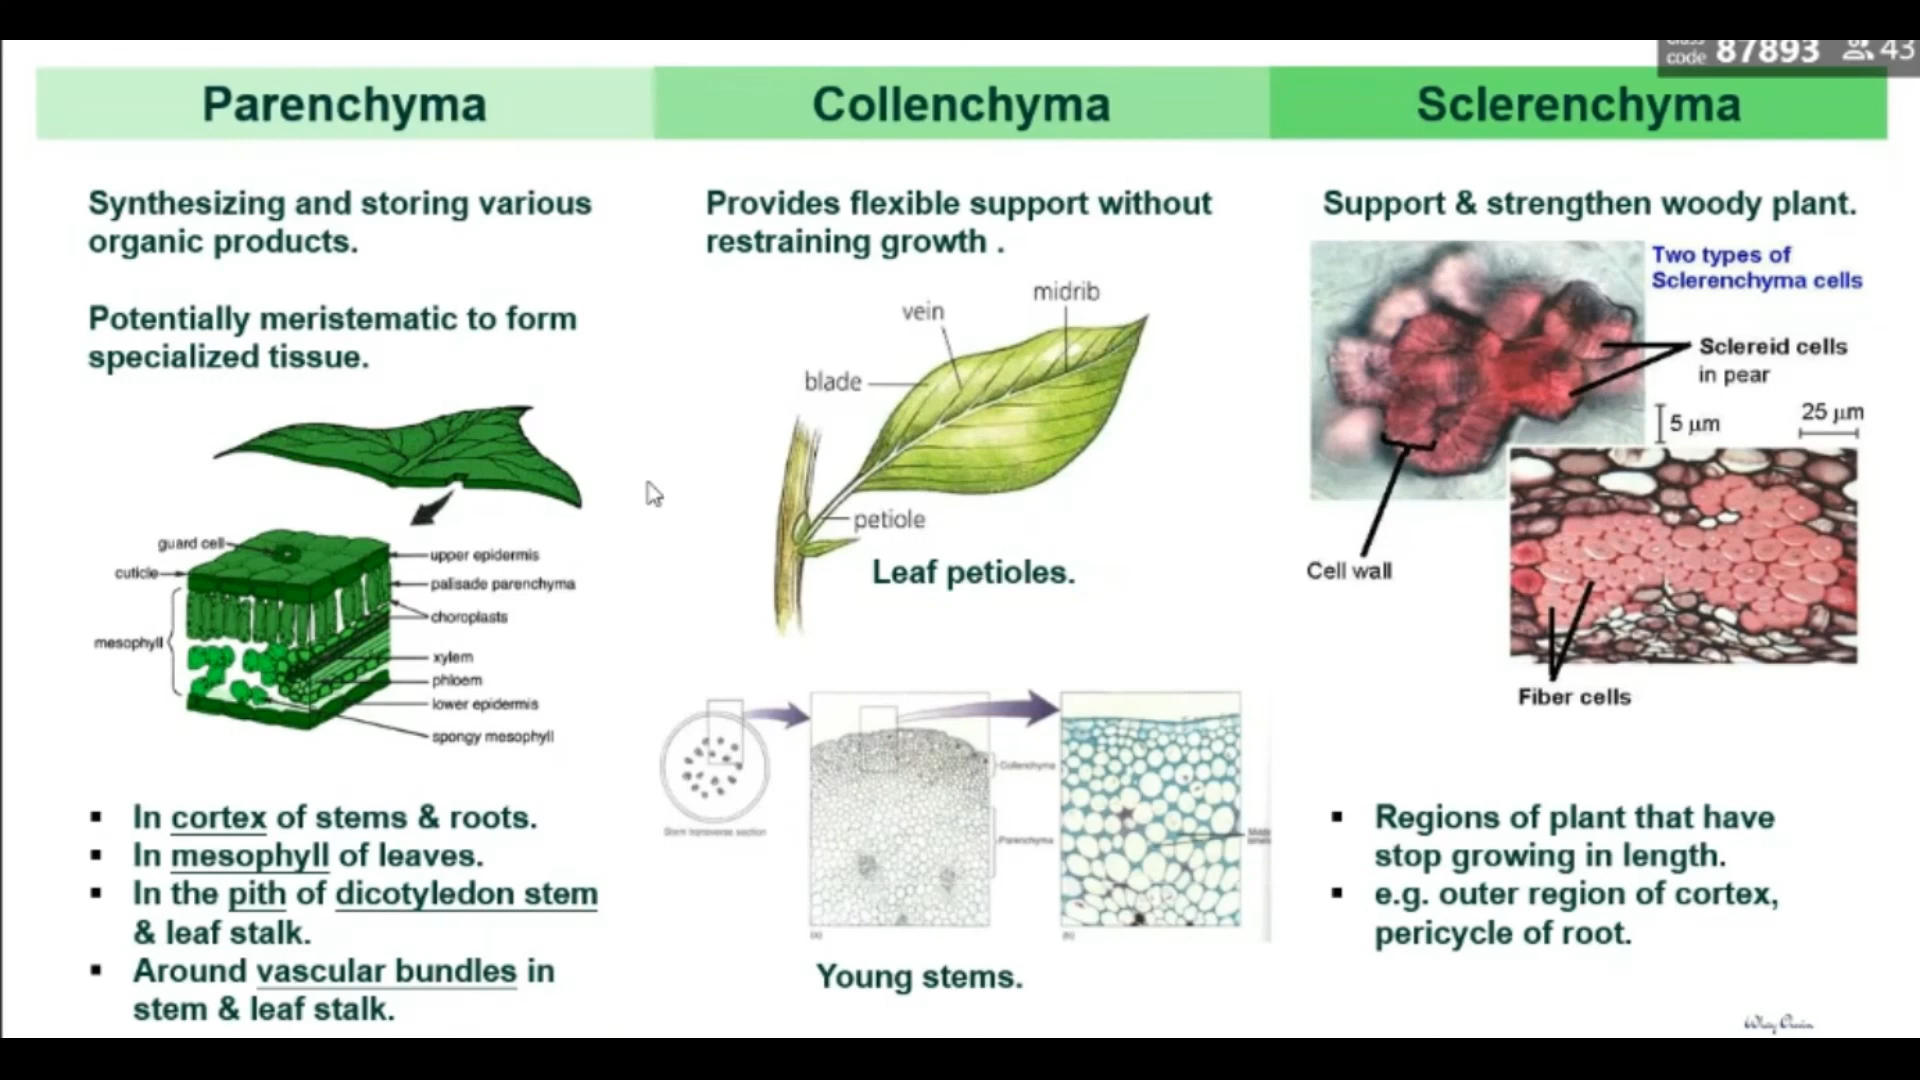 class
code 87893 43
Parenchyma
Collenchyma
Sclerenchyma
Synthesizing and storing various
organic products.
Potentially meristematic to form
specialized tissue.
guard cell
cuticle
mesophyll
upper epidermis
palisade parenchyma
choroplasts
xylem
phloem
lower epidermis
spongy mesophyll
▪ In cortex of stems & roots.
▪ In mesophyll of leaves.
▪ In the pith of dicotyledon stem
& leaf stalk.
▪ Around vascular bundles in
stem & leaf stalk.
Provides flexible support without
restraining growth .
midrib
vein
blade
petiole
Leaf petioles.
Stem transverse section
Collenchyma
Parenchyma
(a)
(b)
Young stems.
Support & strengthen woody plant.
Two types of
Sclerenchyma cells
Sclereid cells
in pear
5 μm
25 μm
Cell wall
Fiber cells
▪ Regions of plant that have
stop growing in length.
▪ e.g. outer region of cortex,
pericycle of root.